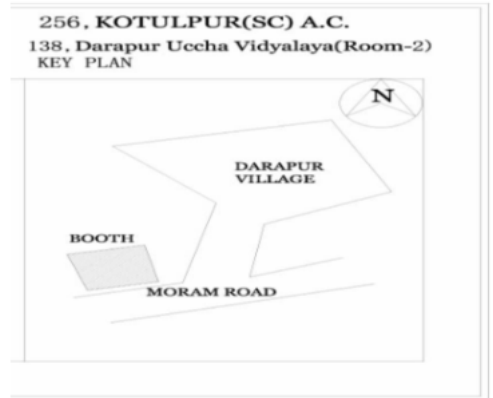 256, KOTULPUR(SC) A.C.
138, Darapur Uccha Vidyalaya(Room-2)
KEY PLAN
N
DARAPUR
VILLAGE
BOOTH
MORAM ROAD